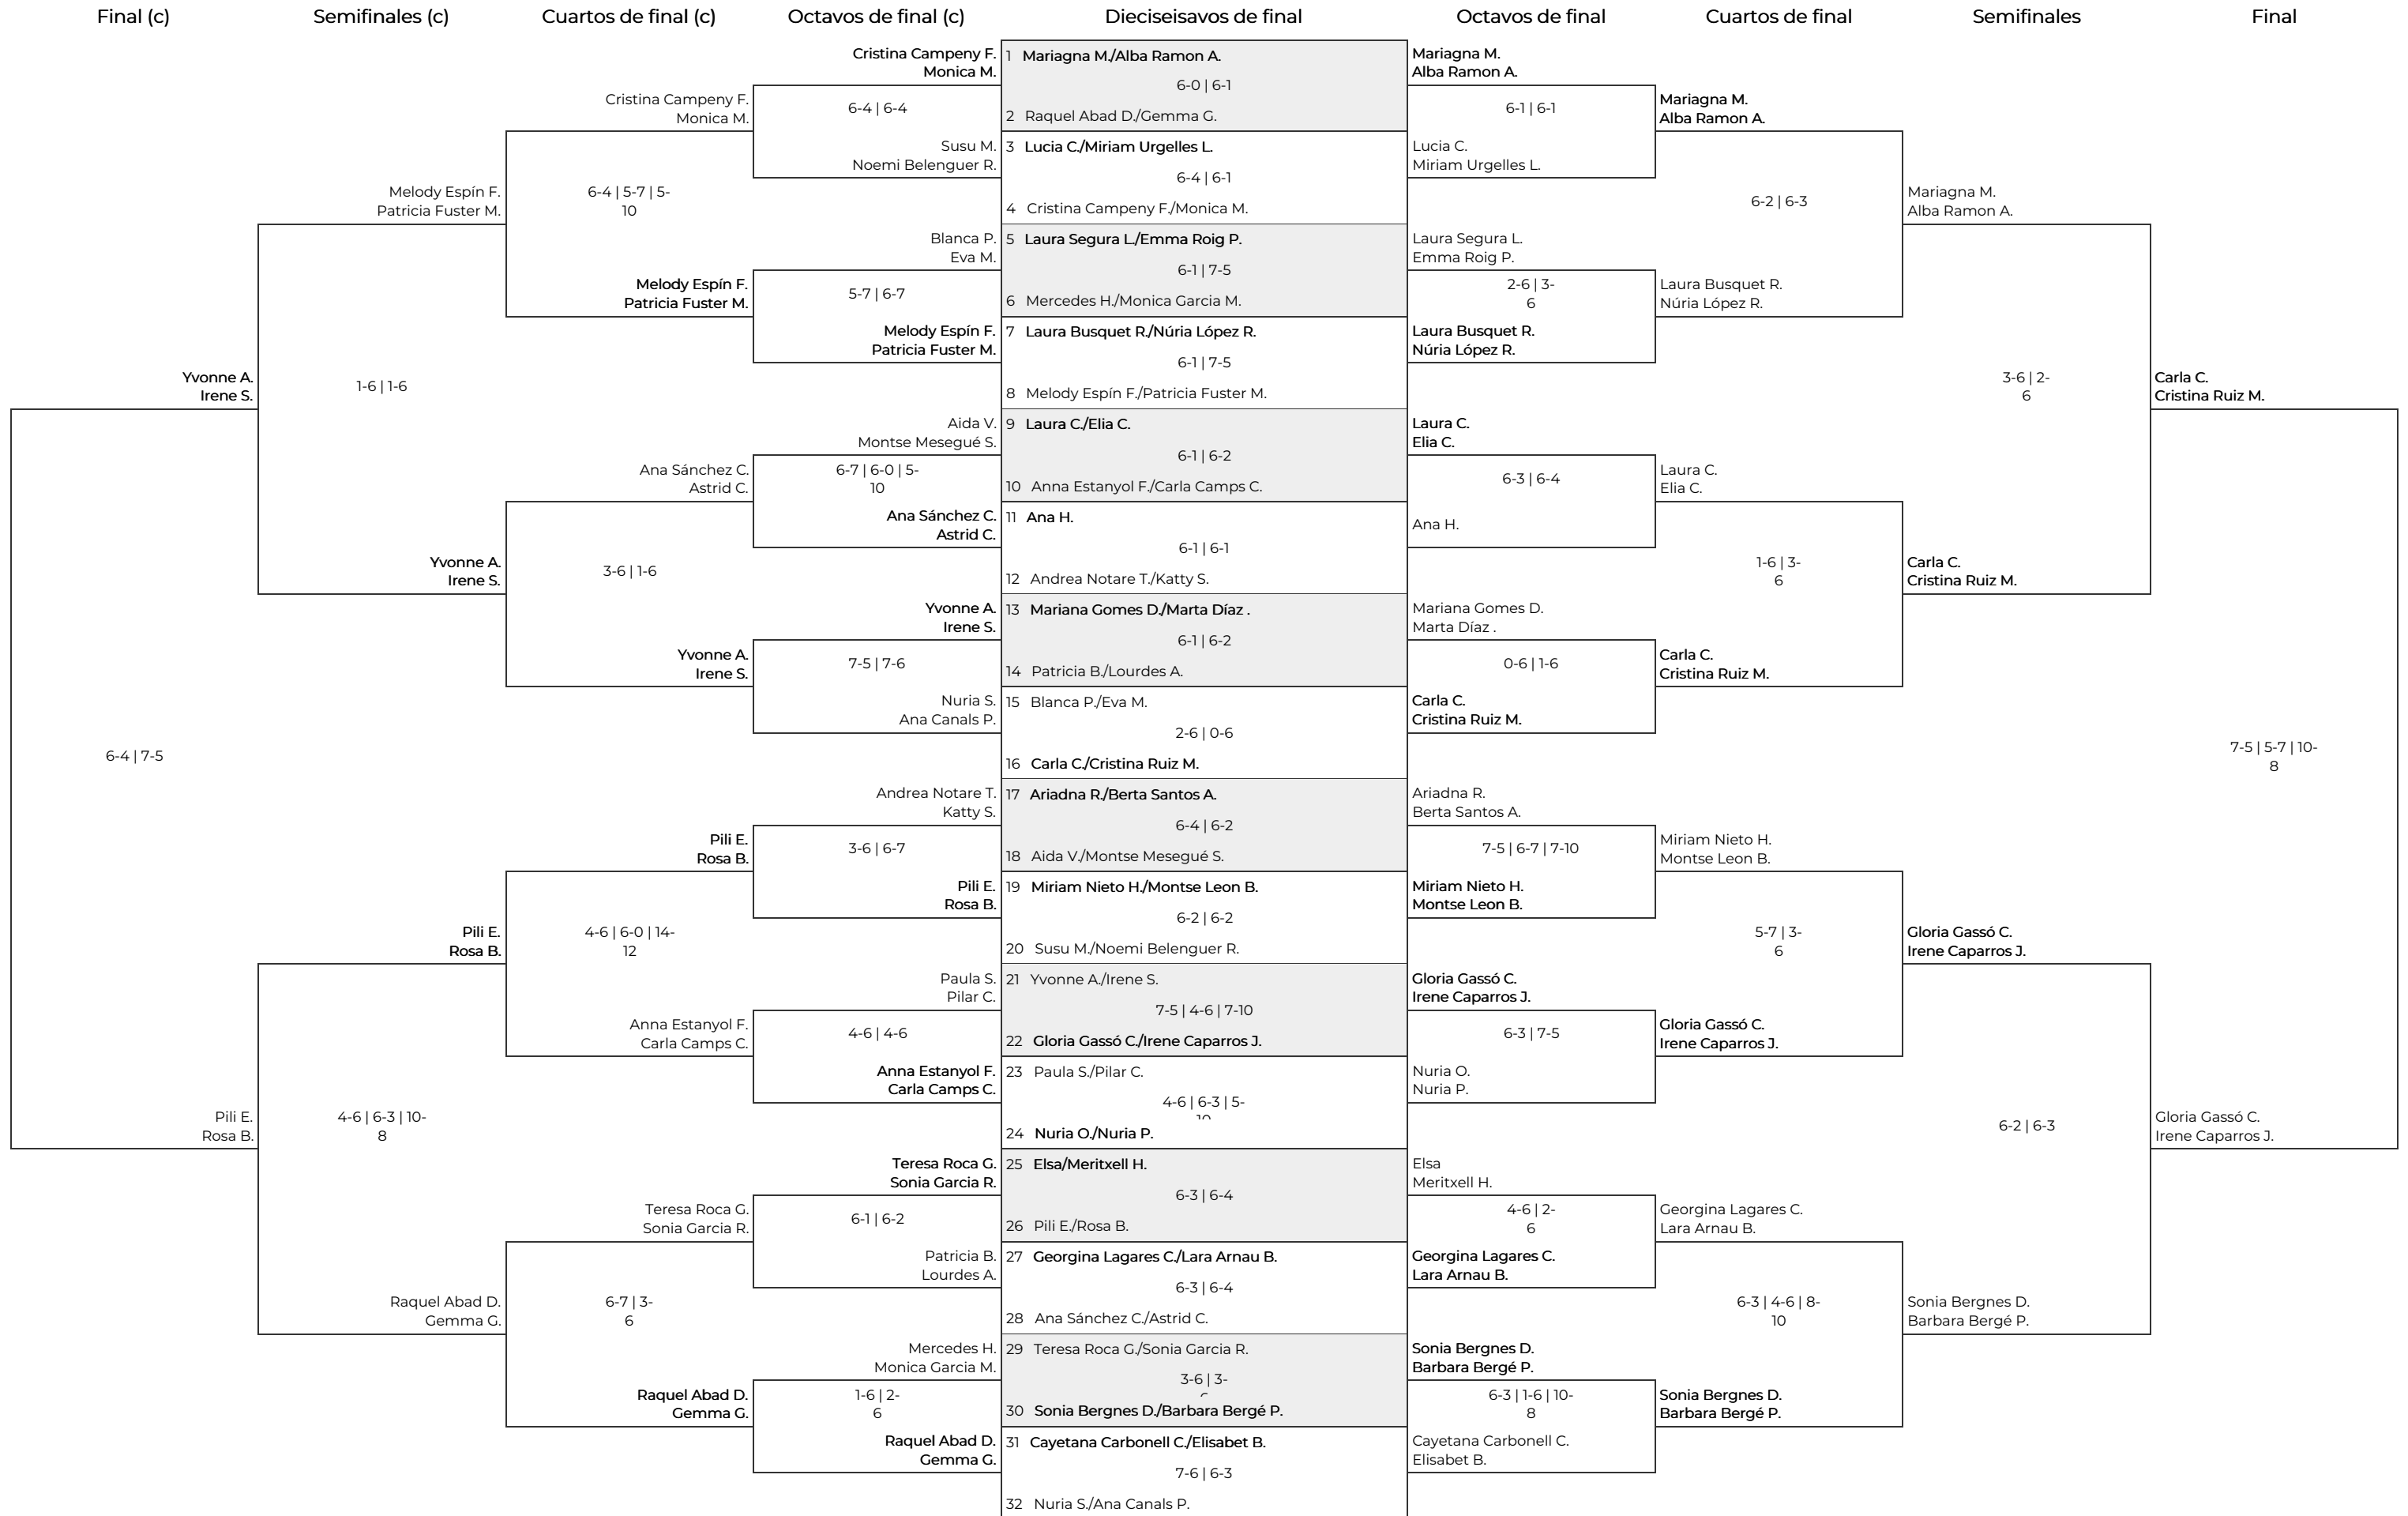 Final (c)
Semifinales (c)
Cuartos de final (c)
Octavos de final (c)
Dieciseisavos de final
Octavos de final
Cuartos de final
Semifinales
Final
Yvonne A.
Irene S.
6-4 | 7-5
Pili E.
Rosa B.
Melody Espín F.
Patricia Fuster M.
1-6 | 1-6
Yvonne A.
Irene S.
Pili E.
Rosa B.
4-6 | 6-3 | 10-
8
Raquel Abad D.
Gemma G.
Cristina Campeny F.
Monica M.
6-4 | 5-7 | 5-
10
Melody Espín F.
Patricia Fuster M.
Ana Sánchez C.
Astrid C.
3-6 | 1-6
Yvonne A.
Irene S.
Pili E.
Rosa B.
4-6 | 6-0 | 14-
12
Anna Estanyol F.
Carla Camps C.
Teresa Roca G.
Sonia Garcia R.
6-7 | 3-
6
Raquel Abad D.
Gemma G.
Cristina Campeny F.
Monica M.
6-4 | 6-4
Susu M.
Noemi Belenguer R.
Blanca P.
Eva M.
5-7 | 6-7
Melody Espín F.
Patricia Fuster M.
Aida V.
Montse Mesegué S.
6-7 | 6-0 | 5-
10
Ana Sánchez C.
Astrid C.
Yvonne A.
Irene S.
7-5 | 7-6
Nuria S.
Ana Canals P.
Andrea Notare T.
Katty S.
3-6 | 6-7
Pili E.
Rosa B.
Paula S.
Pilar C.
4-6 | 4-6
Anna Estanyol F.
Carla Camps C.
Teresa Roca G.
Sonia Garcia R.
6-1 | 6-2
Patricia B.
Lourdes A.
Mercedes H.
Monica Garcia M.
1-6 | 2-
6
Raquel Abad D.
Gemma G.
1 Mariagna M./Alba Ramon A.
6-0 | 6-1
2 Raquel Abad D./Gemma G.
3 Lucia C./Miriam Urgelles L.
6-4 | 6-1
4 Cristina Campeny F./Monica M.
5 Laura Segura L./Emma Roig P.
6-1 | 7-5
6 Mercedes H./Monica Garcia M.
7 Laura Busquet R./Núria López R.
6-1 | 7-5
8 Melody Espín F./Patricia Fuster M.
9 Laura C./Elia C.
6-1 | 6-2
10 Anna Estanyol F./Carla Camps C.
11 Ana H.
6-1 | 6-1
12 Andrea Notare T./Katty S.
13 Mariana Gomes D./Marta Díaz .
6-1 | 6-2
14 Patricia B./Lourdes A.
15 Blanca P./Eva M.
2-6 | 0-6
16 Carla C./Cristina Ruiz M.
17 Ariadna R./Berta Santos A.
6-4 | 6-2
18 Aida V./Montse Mesegué S.
19 Miriam Nieto H./Montse Leon B.
6-2 | 6-2
20 Susu M./Noemi Belenguer R.
21 Yvonne A./Irene S.
7-5 | 4-6 | 7-10
22 Gloria Gassó C./Irene Caparros J.
23 Paula S./Pilar C.
4-6 | 6-3 | 5-
10
24 Nuria O./Nuria P.
25 Elsa/Meritxell H.
6-3 | 6-4
26 Pili E./Rosa B.
27 Georgina Lagares C./Lara Arnau B.
6-3 | 6-4
28 Ana Sánchez C./Astrid C.
29 Teresa Roca G./Sonia Garcia R.
3-6 | 3-
30 Sonia Bergnes D./Barbara Bergé P.
31 Cayetana Carbonell C./Elisabet B.
7-6 | 6-3
32 Nuria S./Ana Canals P.
Mariagna M.
Alba Ramon A.
6-1 | 6-1
Lucia C.
Miriam Urgelles L.
Laura Segura L.
Emma Roig P.
2-6 | 3-
6
Laura Busquet R.
Núria López R.
Laura C.
Elia C.
6-3 | 6-4
Ana H.
Mariana Gomes D.
Marta Díaz .
0-6 | 1-6
Carla C.
Cristina Ruiz M.
Ariadna R.
Berta Santos A.
7-5 | 6-7 | 7-10
Miriam Nieto H.
Montse Leon B.
Gloria Gassó C.
Irene Caparros J.
6-3 | 7-5
Nuria O.
Nuria P.
Elsa
Meritxell H.
4-6 | 2-
6
Georgina Lagares C.
Lara Arnau B.
Sonia Bergnes D.
Barbara Bergé P.
6-3 | 1-6 | 10-
8
Cayetana Carbonell C.
Elisabet B.
Mariagna M.
Alba Ramon A.
6-2 | 6-3
Laura Busquet R.
Núria López R.
Laura C.
Elia C.
1-6 | 3-
6
Carla C.
Cristina Ruiz M.
Miriam Nieto H.
Montse Leon B.
5-7 | 3-
6
Gloria Gassó C.
Irene Caparros J.
Georgina Lagares C.
Lara Arnau B.
6-3 | 4-6 | 8-
10
Sonia Bergnes D.
Barbara Bergé P.
Mariagna M.
Alba Ramon A.
3-6 | 2-
6
Carla C.
Cristina Ruiz M.
Gloria Gassó C.
Irene Caparros J.
6-2 | 6-3
Sonia Bergnes D.
Barbara Bergé P.
Carla C.
Cristina Ruiz M.
7-5 | 5-7 | 10-
8
Gloria Gassó C.
Irene Caparros J.